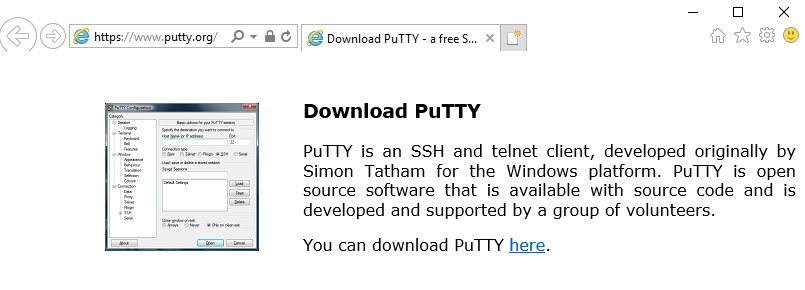 https://www.putty.org/
Download PuTTY - a free S...
PuTTY Configuration
Category:
Session
Logging
Terminal
Keyboard
Bell
Features
Window
Appearance
Behaviour
Translation
Selection
Colours
Connection
Data
Proxy
Telnet
Rlogin
SSH
Serial
Basic options for your PuTTY session
Specify the destination you want to connect to
Host Name (or IP address) Port
22
Connection type:
Raw Telnet Rlogin SSH Serial
Load, save or delete a stored session
Saved Sessions
Default Settings
Load
Save
Delete
Close window on exit:
Always Never Only on clean exit
About Open Cancel
Download PuTTY
PuTTY is an SSH and telnet client, developed originally by
Simon Tatham for the Windows platform. PuTTY is open
source software that is available with source code and is
developed and supported by a group of volunteers.
You can download PuTTY here.